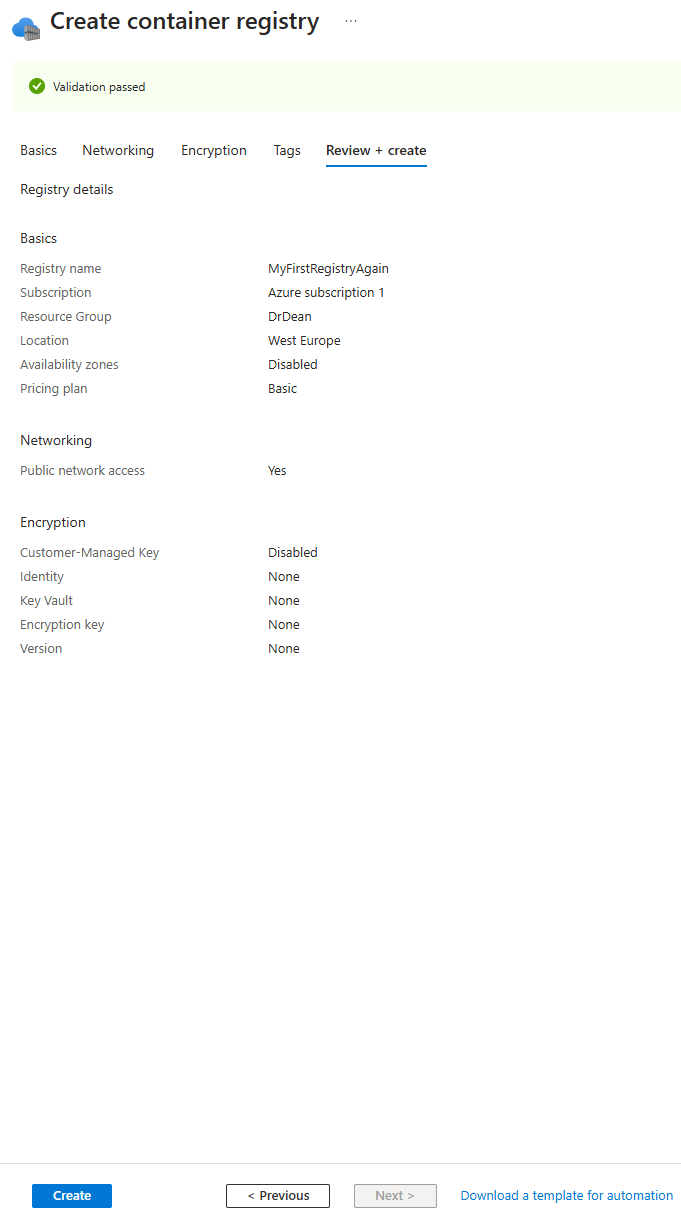 Create container registry ...
Validation passed
Basics Networking Encryption Tags Review + create
Registry details
Basics
Registry name MyFirstRegistryAgain
Subscription Azure subscription 1
Resource Group DrDean
Location West Europe
Availability zones Disabled
Pricing plan Basic
Networking
Public network access Yes
Encryption
Customer-Managed Key Disabled
Identity None
Key Vault None
Encryption key None
Version None
Create < Previous Next > Download a template for automation